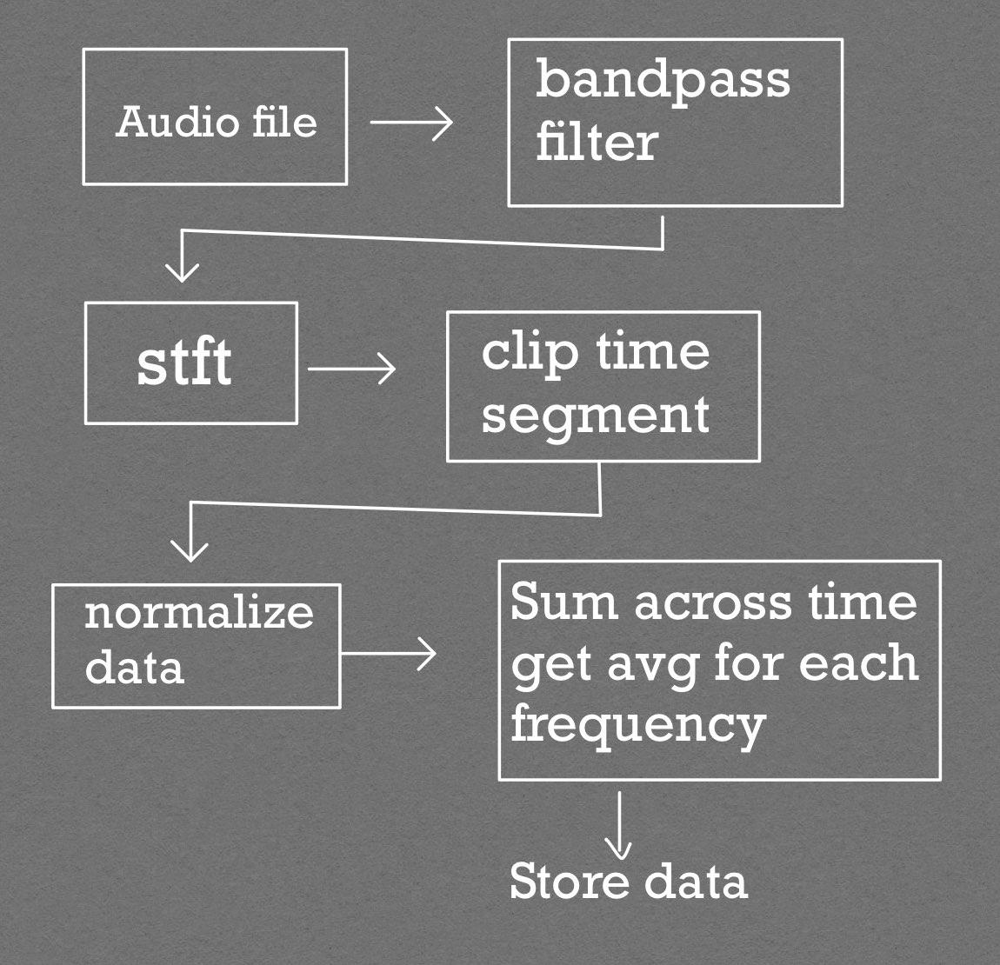 Audio file
bandpass
filter
stft
clip time
segment
normalize
data
Sum across time
get avg for each
frequency
Store data